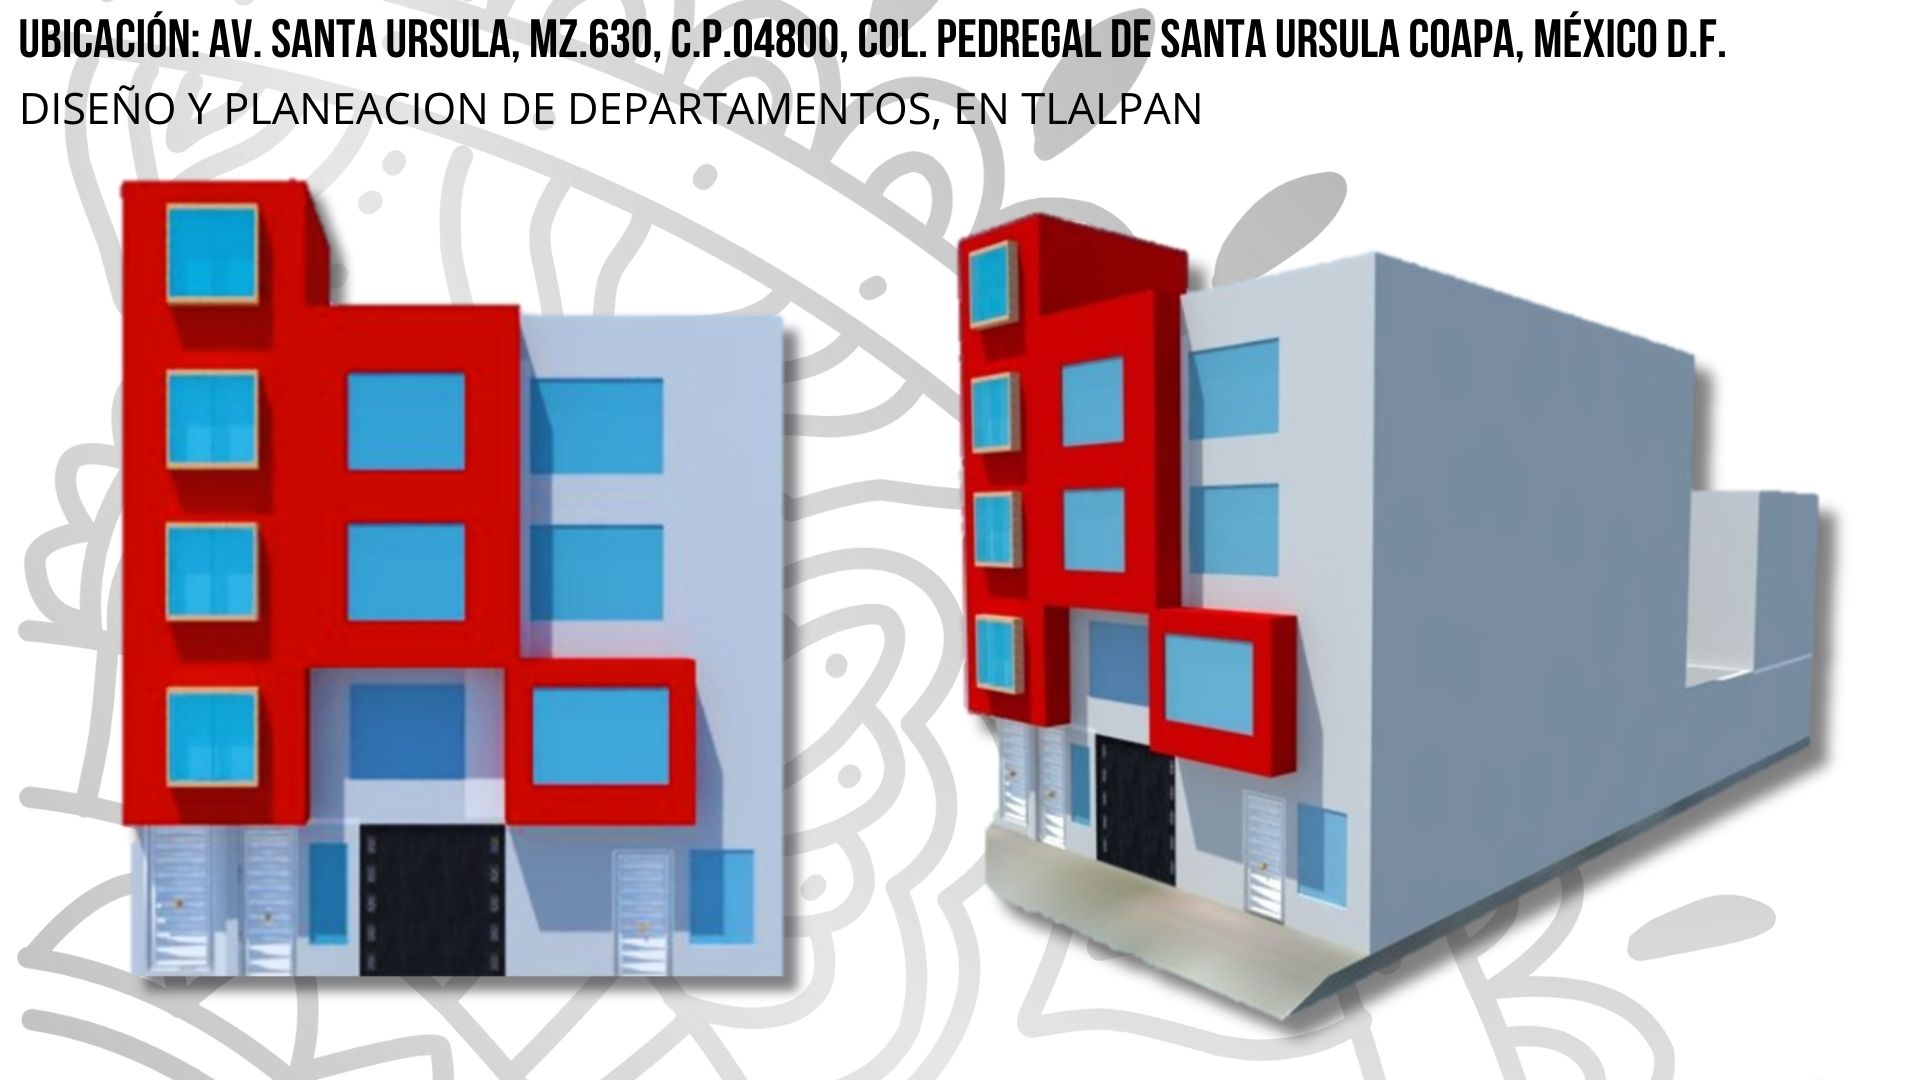 UBICACIÓN: AV. SANTA URSULA, MZ.630, C.P.04800, COL. PEDREGAL DE SANTA URSULA COAPA, MÉXICO D.F.
DISEÑO Y PLANEACION DE DEPARTAMENTOS, EN TLALPAN